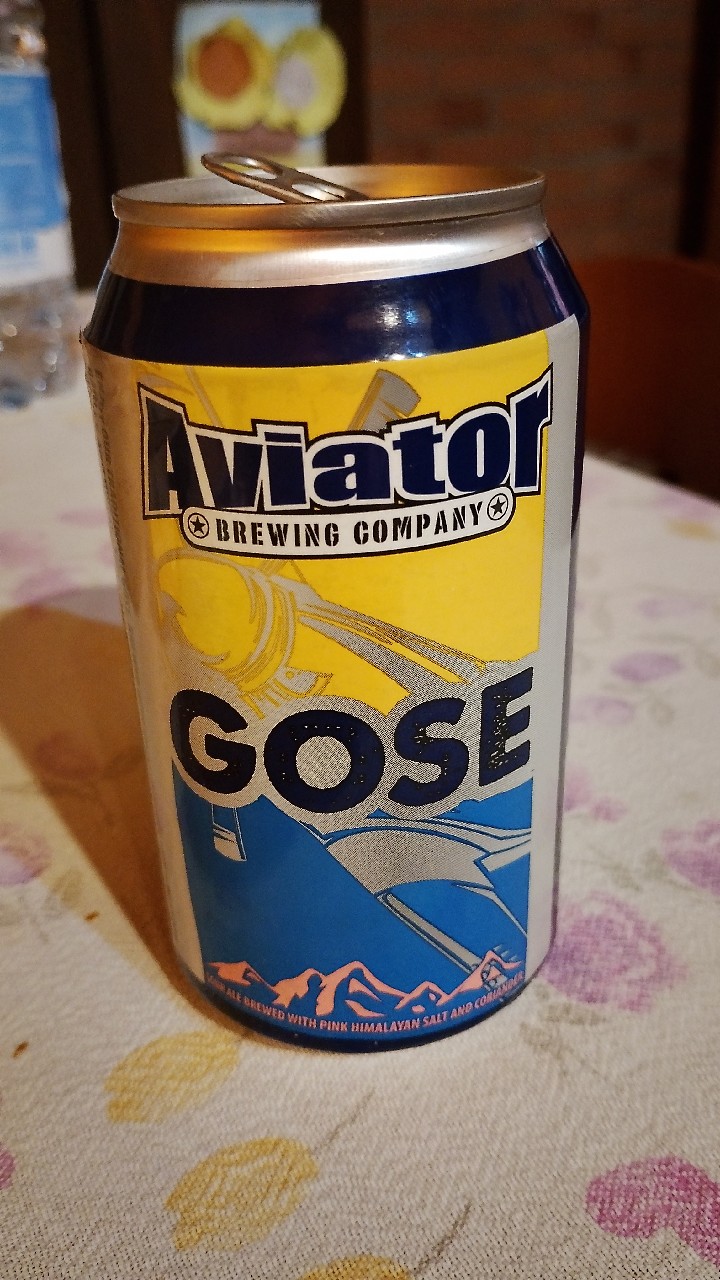 Aviator
BREWING COMPANY
GOSE
ALE BREWED WITH PINK HIMALAYAN SALT AND CORIANDER